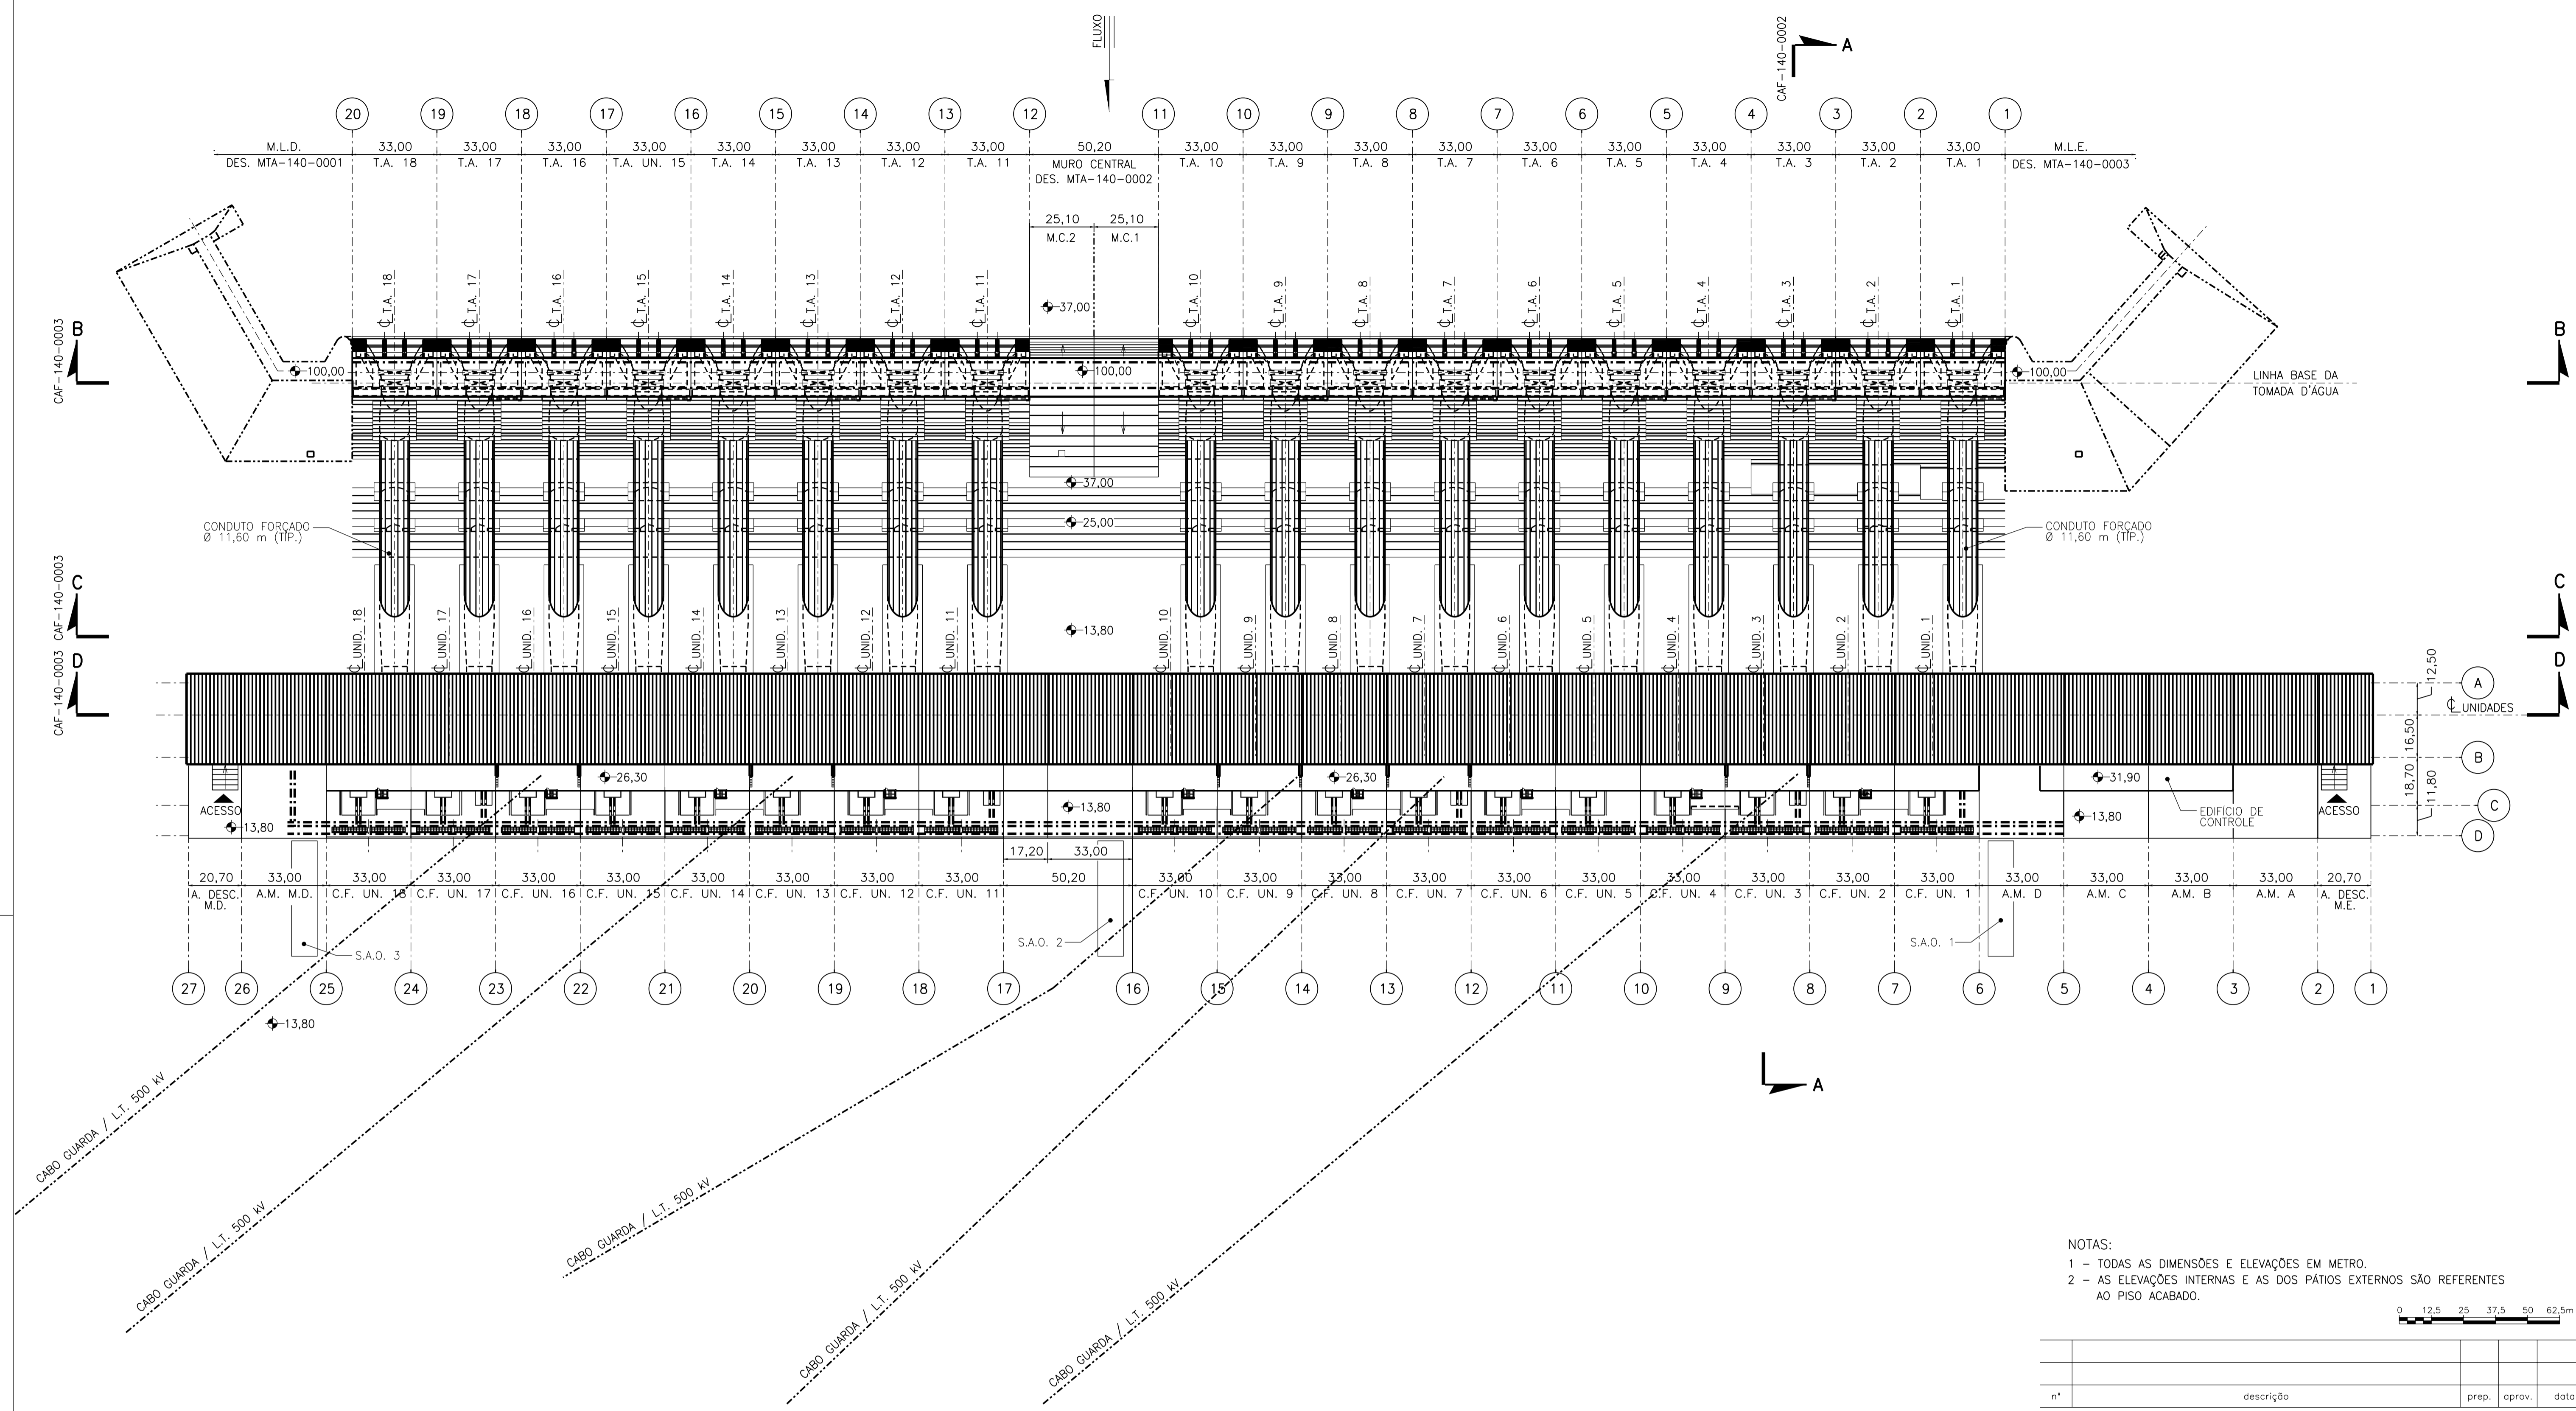 FLUXO
CAF-140-0002
A
20 19 18 17 16 15 14 13 12 11 10 9 8 7 6 5 4 3 2 1
M.L.D. 33,00 33,00 33,00 33,00 33,00 33,00 33,00 33,00 50,20 33,00 33,00 33,00 33,00 33,00 33,00 33,00 33,00 33,00 33,00 M.L.E.
DES. MTA-140-0001 T.A. 18 T.A. 17 T.A. 16 T.A. UN. 15 T.A. 14 T.A. 13 T.A. 12 T.A. 11 MURO CENTRAL T.A. 10 T.A. 9 T.A. 8 T.A. 7 T.A. 6 T.A. 5 T.A. 4 T.A. 3 T.A. 2 T.A. 1 DES. MTA-140-0003
DES. MTA-140-0002
25,10 25,10
M.C.2 M.C.1
℄ T.A. 18 ℄ T.A. 17 ℄ T.A. 16 ℄ T.A. 15 ℄ T.A. 14 ℄ T.A. 13 ℄ T.A. 12 ℄ T.A. 11 ℄ T.A. 10 ℄ T.A. 9 ℄ T.A. 8 ℄ T.A. 7 ℄ T.A. 6 ℄ T.A. 5 ℄ T.A. 4 ℄ T.A. 3 ℄ T.A. 2 ℄ T.A. 1
37,00
CAF-140-0003 B B
100,00 100,00 100,00
LINHA BASE DA
TOMADA D'ÁGUA
37,00
25,00
CONDUTO FORÇADO
Ø 11,60 m (TÍP.)
CONDUTO FORÇADO
Ø 11,60 m (TÍP.)
CAF-140-0003 C C
13,80
℄ UNID. 18 ℄ UNID. 17 ℄ UNID. 16 ℄ UNID. 15 ℄ UNID. 14 ℄ UNID. 13 ℄ UNID. 12 ℄ UNID. 11 ℄ UNID. 10 ℄ UNID. 9 ℄ UNID. 8 ℄ UNID. 7 ℄ UNID. 6 ℄ UNID. 5 ℄ UNID. 4 ℄ UNID. 3 ℄ UNID. 2 ℄ UNID. 1
CAF-140-0003 D D
12,50
A
℄ UNIDADES
16,50
B
18,70 11,80
C
D
26,30 26,30 31,90
ACESSO
13,80 13,80 13,80
EDIFÍCIO DE
CONTROLE
ACESSO
17,20 33,00
20,70 33,00 33,00 33,00 33,00 33,00 33,00 33,00 33,00 33,00 50,20 33,00 33,00 33,00 33,00 33,00 33,00 33,00 33,00 33,00 33,00 33,00 33,00 33,00 33,00 20,70
A. DESC. M.D. A.M. M.D. C.F. UN. 18 C.F. UN. 17 C.F. UN. 16 C.F. UN. 15 C.F. UN. 14 C.F. UN. 13 C.F. UN. 12 C.F. UN. 11 C.F. UN. 10 C.F. UN. 9 C.F. UN. 8 C.F. UN. 7 C.F. UN. 6 C.F. UN. 5 C.F. UN. 4 C.F. UN. 3 C.F. UN. 2 C.F. UN. 1 A.M. D A.M. C A.M. B A.M. A A. DESC. M.E.
S.A.O. 3 S.A.O. 2 S.A.O. 1
27 26 25 24 23 22 21 20 19 18 17 16 15 14 13 12 11 10 9 8 7 6 5 4 3 2 1
13,80
A
CABO GUARDA / L.T. 500 kV
CABO GUARDA / L.T. 500 kV
CABO GUARDA / L.T. 500 kV
CABO GUARDA / L.T. 500 kV
CABO GUARDA / L.T. 500 kV
NOTAS:
1 - TODAS AS DIMENSÕES E ELEVAÇÕES EM METRO.
2 - AS ELEVAÇÕES INTERNAS E AS DOS PÁTIOS EXTERNOS SÃO REFERENTES
AO PISO ACABADO.
0 12,5 25 37,5 50 62,5m
n° descrição prep. aprov. data